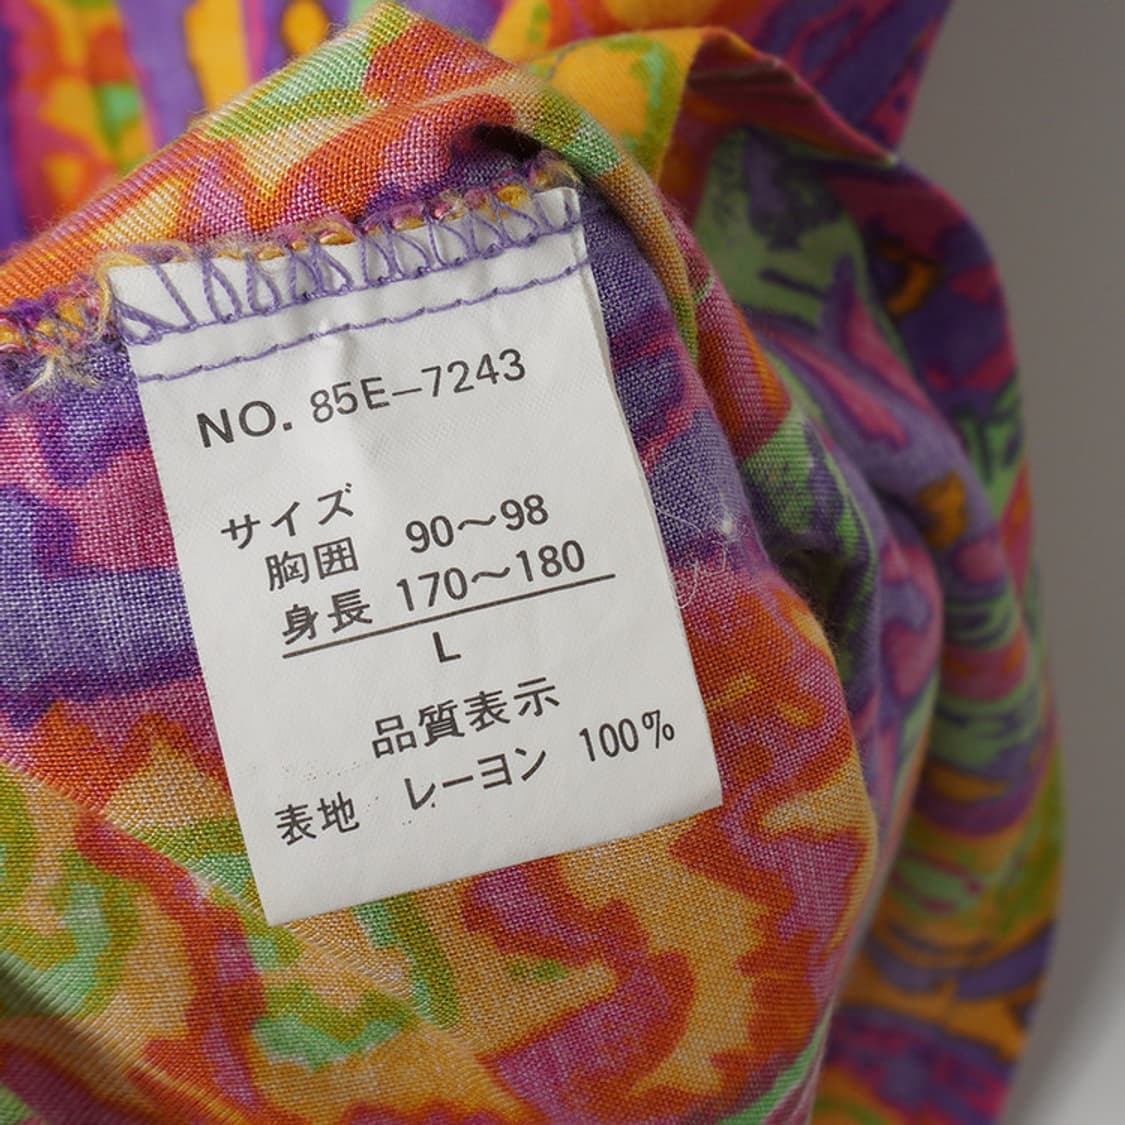 NO. 85E-7243
サイズ
胸囲 90〜98
身長 170〜180
L
品質表示
表地 レーヨン 100%